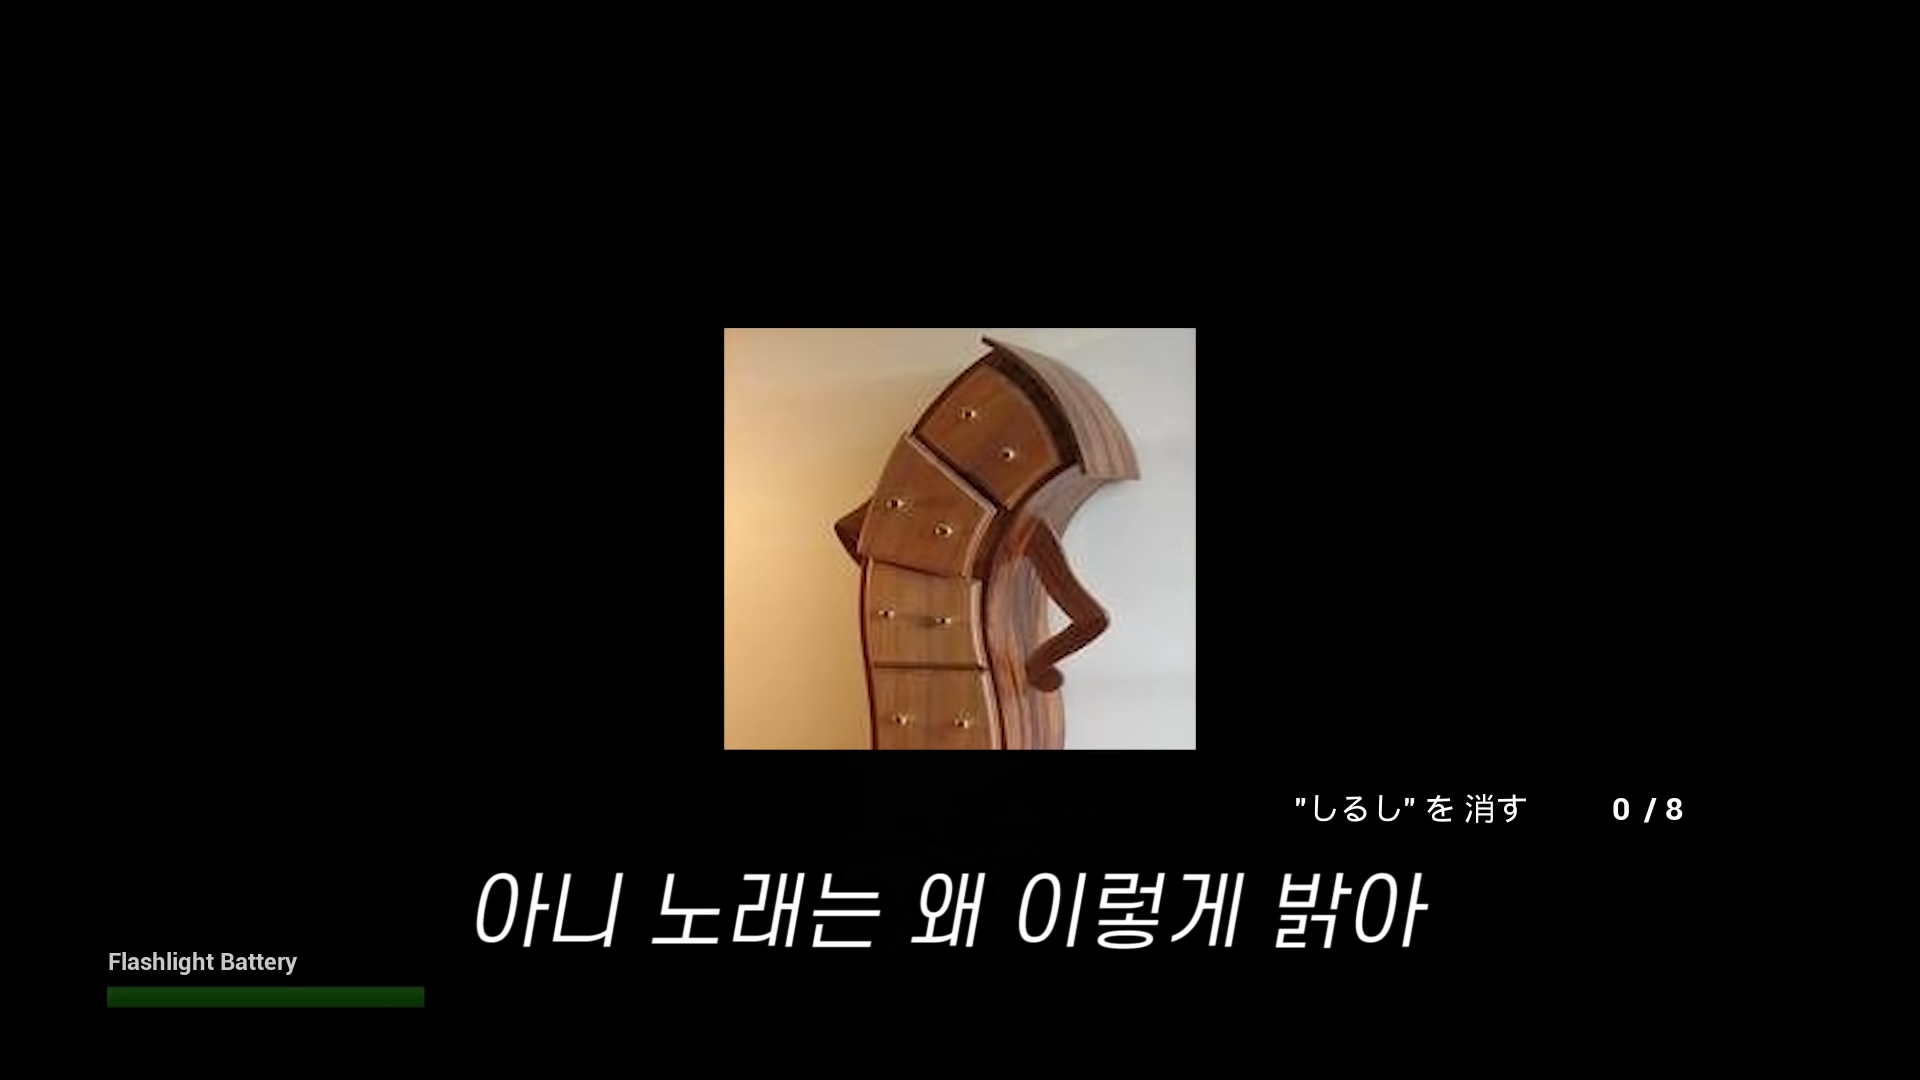 "しるし" を 消す 0 / 8
아니 노래는 왜 이렇게 밝아
Flashlight Battery